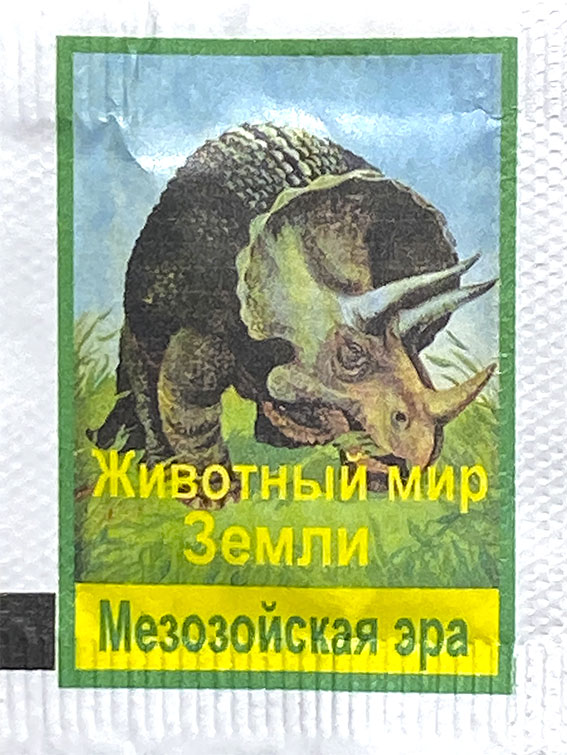 Животный мир
Земли
Мезозойская эра